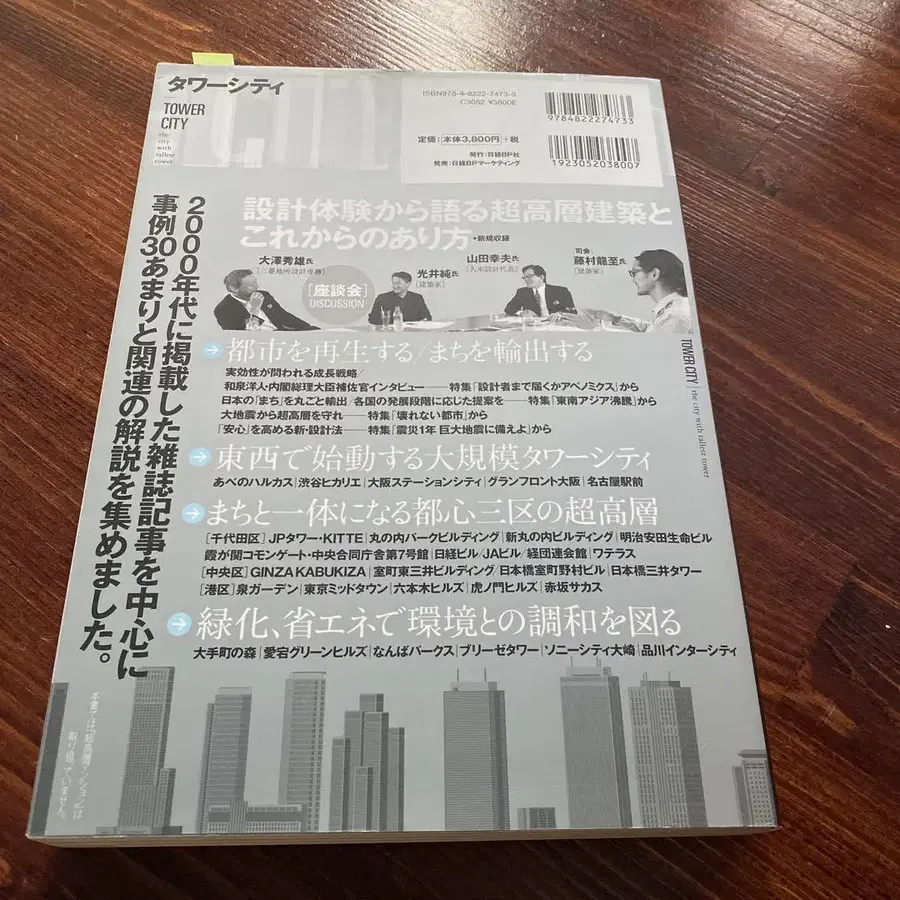 タワーシティ
TOWER
CITY
the
city
with
tallest
tower
ISBN978-4-8222-7473-3
C3052 ¥3800E
定価：本体3,800円＋税
発行：日経BP社
発売：日経BPマーケティング
9784822274733
1923052038007
2000年代に掲載した雑誌記事を中心に
事例30あまりと関連の解説を集めました。
設計体験から語る超高層建築と
これからのあり方 •新規収録
大澤秀雄氏
［三菱地所設計専務］
［座談会］
DISCUSSION
光井純氏
［建築家］
山田幸夫氏
［久米設計代表］
［司会］
藤村龍至氏
［建築家］
都市を再生する/まちを輸出する
実効性が問われる成長戦略/
和泉洋人・内閣総理大臣補佐官インタビュー——特集「設計者まで届くかアベノミクス」から
日本の「まち」を丸ごと輸出/各国の発展段階に応じた提案を——特集「東南アジア沸騰」から
大地震から超高層を守れ——特集「壊れない都市」から
「安心」を高める新・設計法——特集「震災1年 巨大地震に備えよ」から
東西で始動する大規模タワーシティ
あべのハルカス|渋谷ヒカリエ|大阪ステーションシティ|グランフロント大阪|名古屋駅前
まちと一体になる都心三区の超高層
［千代田区］JPタワー・KITTE|丸の内パークビルディング|新丸の内ビルディング|明治安田生命ビル
霞が関コモンゲート・中央合同庁舎第7号館|日経ビル/JAビル/経団連会館|ワテラス
［中央区］GINZA KABUKIZA|室町東三井ビルディング/日本橋室町野村ビル|日本橋三井タワー
［港区］泉ガーデン|東京ミッドタウン|六本木ヒルズ|虎ノ門ヒルズ|赤坂サカス
緑化、省エネで環境との調和を図る
大手町の森|愛宕グリーンヒルズ|なんばパークス|ブリーゼタワー|ソニーシティ大崎|品川インターシティ
TOWER CITY | the city with tallest tower
本書では「超高層マンション」は
取り扱っていません。